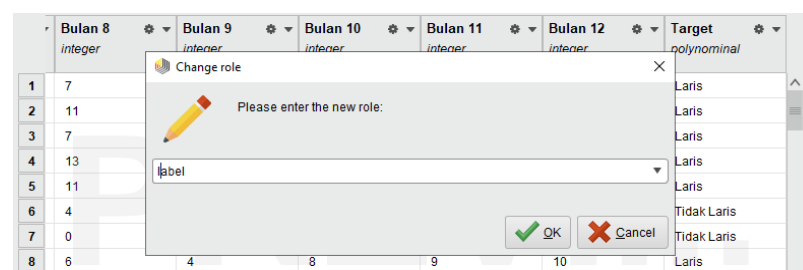 Bulan 8 Bulan 9 Bulan 10 Bulan 11 Bulan 12 Target
integer integer integer integer integer polynominal
Change role
Please enter the new role:
label
OK Cancel
1 7 Laris
2 11 Laris
3 7 Laris
4 13 Laris
5 11 Laris
6 4 Tidak Laris
7 0 Tidak Laris
8 6 4 8 9 10 Laris